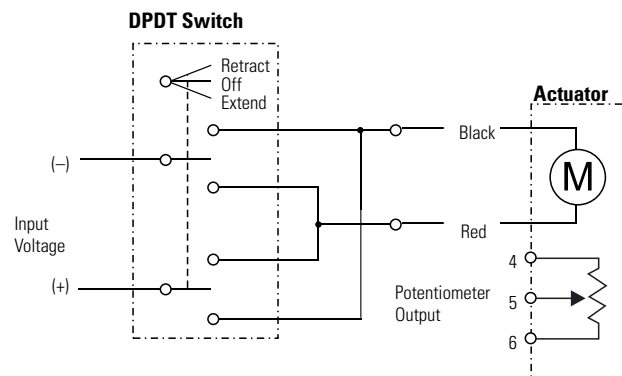 DPDT Switch
Retract
Off
Extend
Actuator
Black
(–)
M
Input
Voltage
Red
4
(+)
Potentiometer
Output
5
6